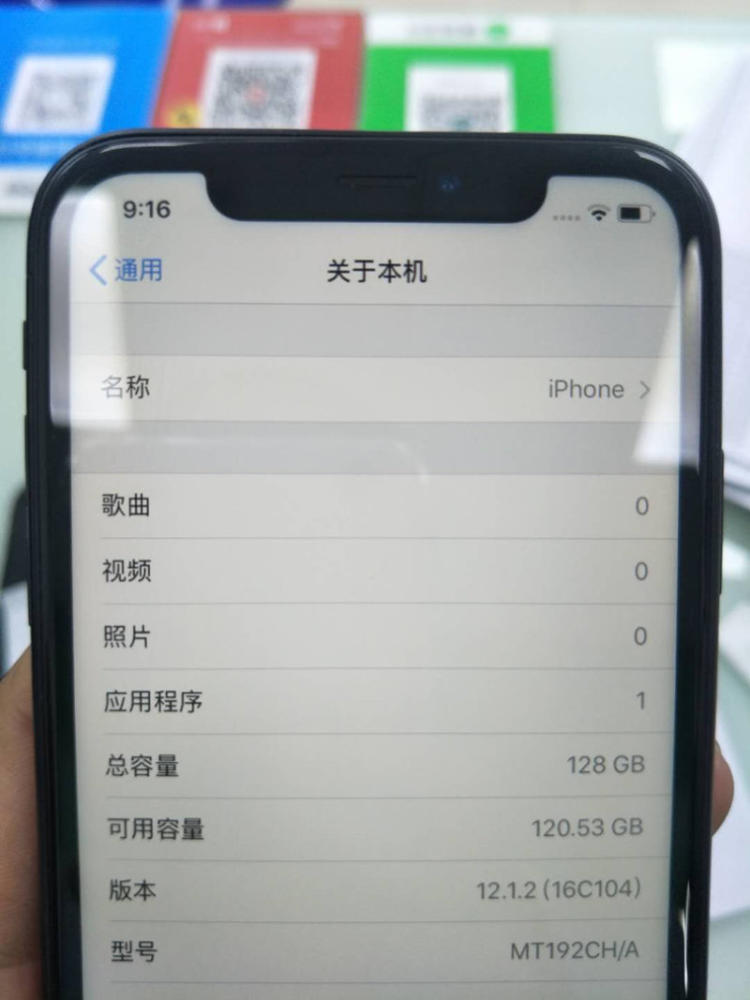 9:16
通用
关于本机
名称 iPhone
歌曲 0
视频 0
照片 0
应用程序 1
总容量 128 GB
可用容量 120.53 GB
版本 12.1.2 (16C104)
型号 MT192CH/A